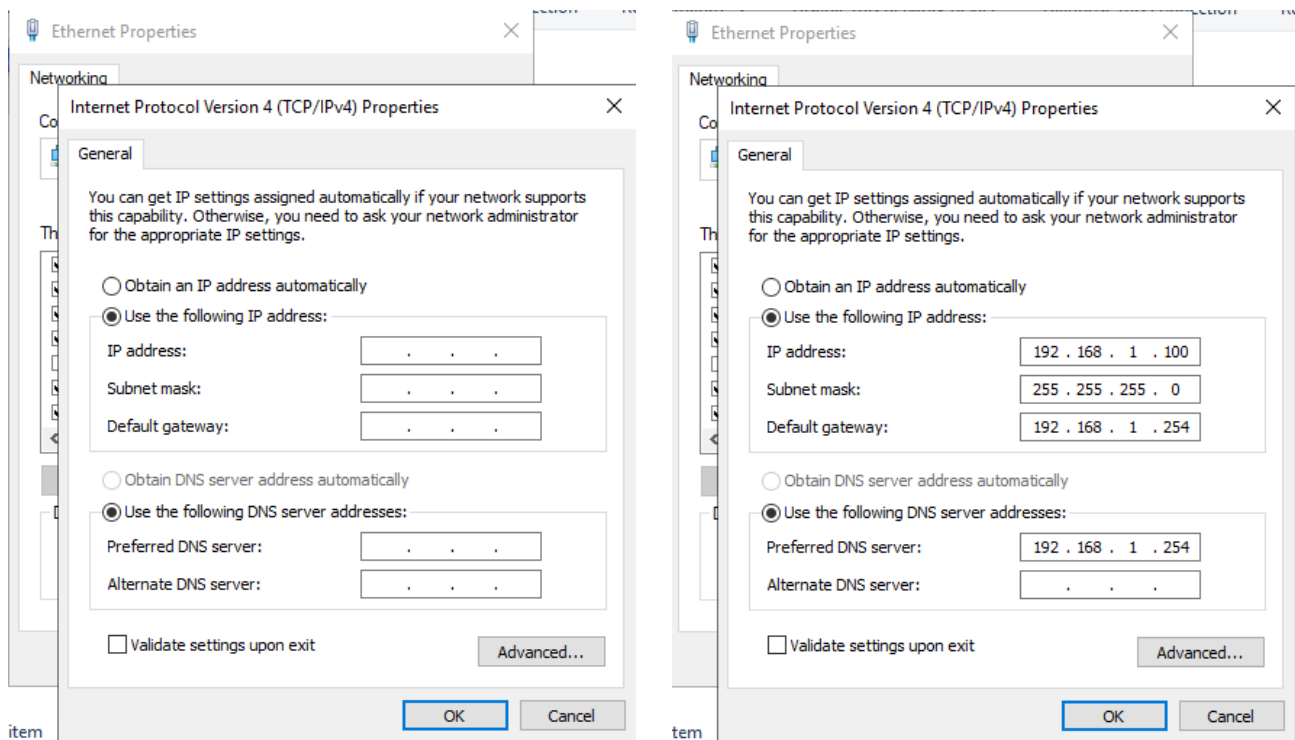 Ethernet Properties
Networking
Co
Th
Internet Protocol Version 4 (TCP/IPv4) Properties
General
You can get IP settings assigned automatically if your network supports
this capability. Otherwise, you need to ask your network administrator
for the appropriate IP settings.
Obtain an IP address automatically
Use the following IP address:
IP address: . . .
Subnet mask: . . .
Default gateway: . . .
Obtain DNS server address automatically
Use the following DNS server addresses:
Preferred DNS server: . . .
Alternate DNS server: . . .
Validate settings upon exit
Advanced...
OK Cancel
item
Ethernet Properties
Networking
Co
Th
Internet Protocol Version 4 (TCP/IPv4) Properties
General
You can get IP settings assigned automatically if your network supports
this capability. Otherwise, you need to ask your network administrator
for the appropriate IP settings.
Obtain an IP address automatically
Use the following IP address:
IP address: 192 . 168 . 1 . 100
Subnet mask: 255 . 255 . 255 . 0
Default gateway: 192 . 168 . 1 . 254
Obtain DNS server address automatically
Use the following DNS server addresses:
Preferred DNS server: 192 . 168 . 1 . 254
Alternate DNS server: . . .
Validate settings upon exit
Advanced...
OK Cancel
tem